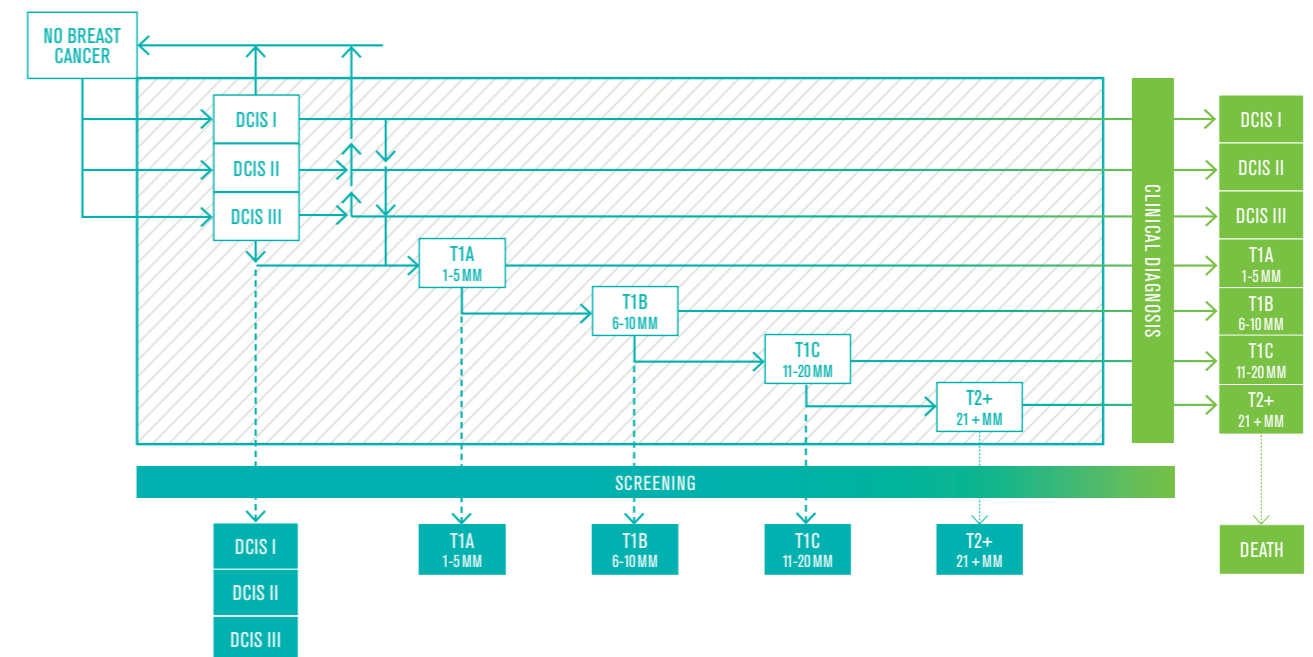 NO BREAST
CANCER
DCIS I
DCIS II
DCIS III
T1A
1-5 MM
T1B
6-10 MM
T1C
11-20 MM
T2+
21 + MM
CLINICAL DIAGNOSIS
DCIS I
DCIS II
DCIS III
T1A
1-5 MM
T1B
6-10 MM
T1C
11-20 MM
T2+
21 + MM
SCREENING
DCIS I
DCIS II
DCIS III
T1A
1-5 MM
T1B
6-10 MM
T1C
11-20 MM
T2+
21 + MM
DEATH